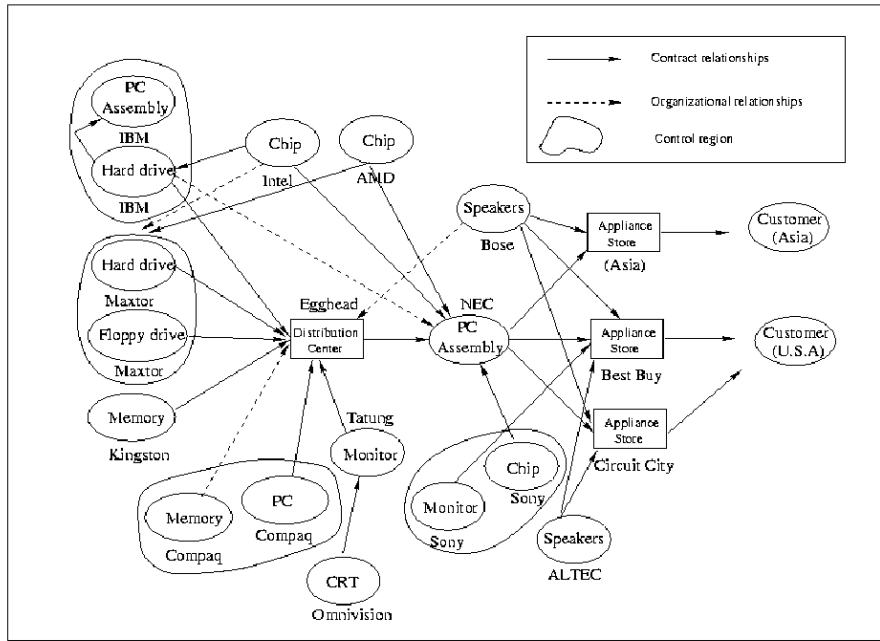 Contract relationships
Organizational relationships
Control region
PC
Assembly
IBM
Hard drive
IBM
Chip
Intel
Chip
AMD
Speakers
Bose
Appliance
Store
(Asia)
Customer
(Asia)
Hard drive
Maxtor
Floppy drive
Maxtor
Egghead
Distribution
Center
NEC
PC
Assembly
Appliance
Store
Best Buy
Customer
(U.S.A)
Memory
Kingston
Tatung
Monitor
Appliance
Store
Circuit City
Memory
Compaq
PC
Compaq
Chip
Sony
Monitor
Sony
Speakers
ALTEC
CRT
Omnivision